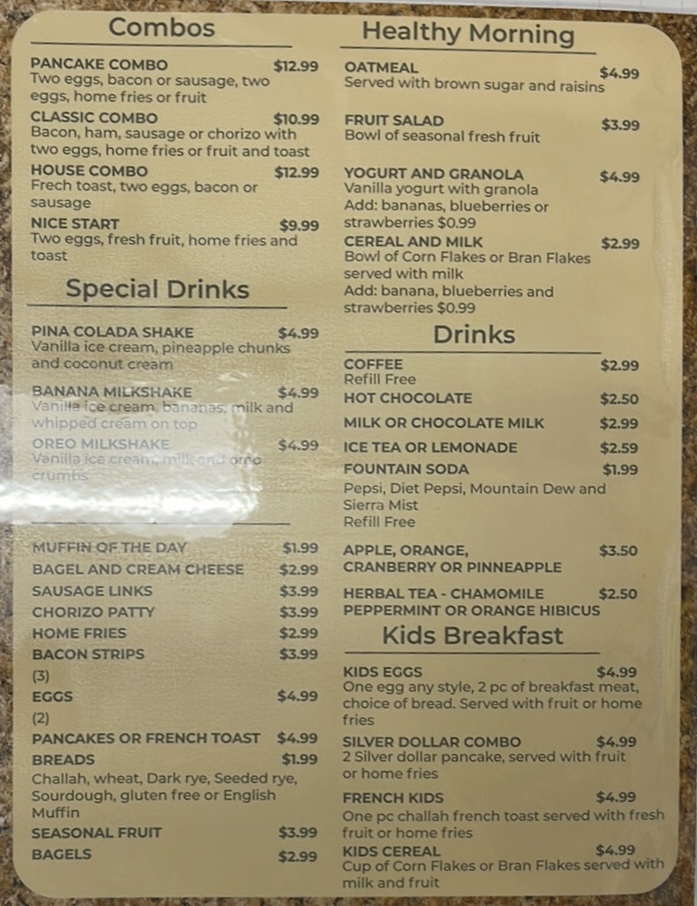 Combos
PANCAKE COMBO $12.99
Two eggs, bacon or sausage, two
eggs, home fries or fruit
CLASSIC COMBO $10.99
Bacon, ham, sausage or chorizo with
two eggs, home fries or fruit and toast
HOUSE COMBO $12.99
Frech toast, two eggs, bacon or
sausage
NICE START $9.99
Two eggs, fresh fruit, home fries and
toast
Special Drinks
PINA COLADA SHAKE $4.99
Vanilla ice cream, pineapple chunks
and coconut cream
BANANA MILKSHAKE $4.99
Vanilla ice cream, bananas, milk and
whipped cream on top
OREO MILKSHAKE $4.99
Vanilla ice cream, milk and oreo
crumbs
MUFFIN OF THE DAY $1.99
BAGEL AND CREAM CHEESE $2.99
SAUSAGE LINKS $3.99
CHORIZO PATTY $3.99
HOME FRIES $2.99
BACON STRIPS $3.99
(3)
EGGS $4.99
(2)
PANCAKES OR FRENCH TOAST $4.99
BREADS $1.99
Challah, wheat, Dark rye, Seeded rye,
Sourdough, gluten free or English
Muffin
SEASONAL FRUIT $3.99
BAGELS $2.99
Healthy Morning
OATMEAL $4.99
Served with brown sugar and raisins
FRUIT SALAD $3.99
Bowl of seasonal fresh fruit
YOGURT AND GRANOLA $4.99
Vanilla yogurt with granola
Add: bananas, blueberries or
strawberries $0.99
CEREAL AND MILK $2.99
Bowl of Corn Flakes or Bran Flakes
served with milk
Add: banana, blueberries and
strawberries $0.99
Drinks
COFFEE $2.99
Refill Free
HOT CHOCOLATE $2.50
MILK OR CHOCOLATE MILK $2.99
ICE TEA OR LEMONADE $2.59
FOUNTAIN SODA $1.99
Pepsi, Diet Pepsi, Mountain Dew and
Sierra Mist
Refill Free
APPLE, ORANGE, $3.50
CRANBERRY OR PINNEAPPLE
HERBAL TEA - CHAMOMILE $2.50
PEPPERMINT OR ORANGE HIBICUS
Kids Breakfast
KIDS EGGS $4.99
One egg any style, 2 pc of breakfast meat,
choice of bread. Served with fruit or home
fries
SILVER DOLLAR COMBO $4.99
2 Silver dollar pancake, served with fruit
or home fries
FRENCH KIDS $4.99
One pc challah french toast served with fresh
fruit or home fries
KIDS CEREAL $4.99
Cup of Corn Flakes or Bran Flakes served with
milk and fruit